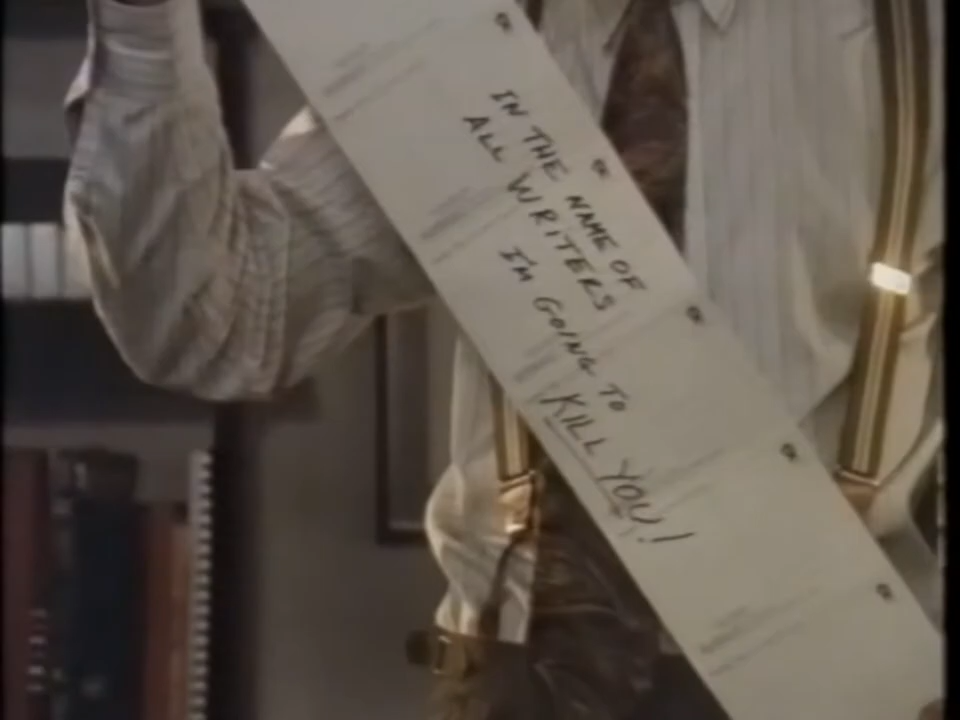 IN THE NAME OF
ALL WRITERS
I'M GOING TO
KILL YOU!